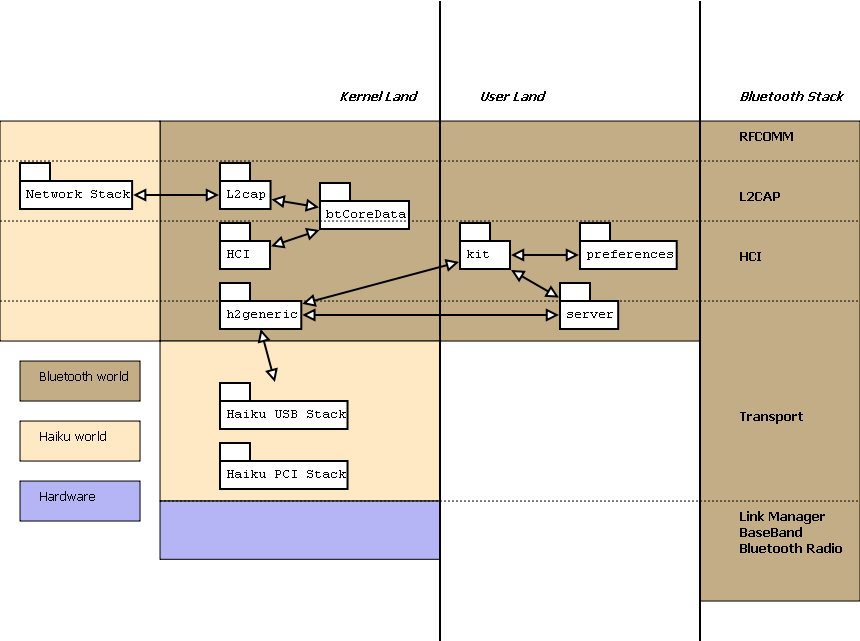 Kernel Land
User Land
Bluetooth Stack
RFCOMM
Network Stack
L2cap
btCoreData
L2CAP
HCI
kit
preferences
HCI
h2generic
server
Bluetooth world
Haiku USB Stack
Transport
Haiku world
Haiku PCI Stack
Hardware
Link Manager
BaseBand
Bluetooth Radio